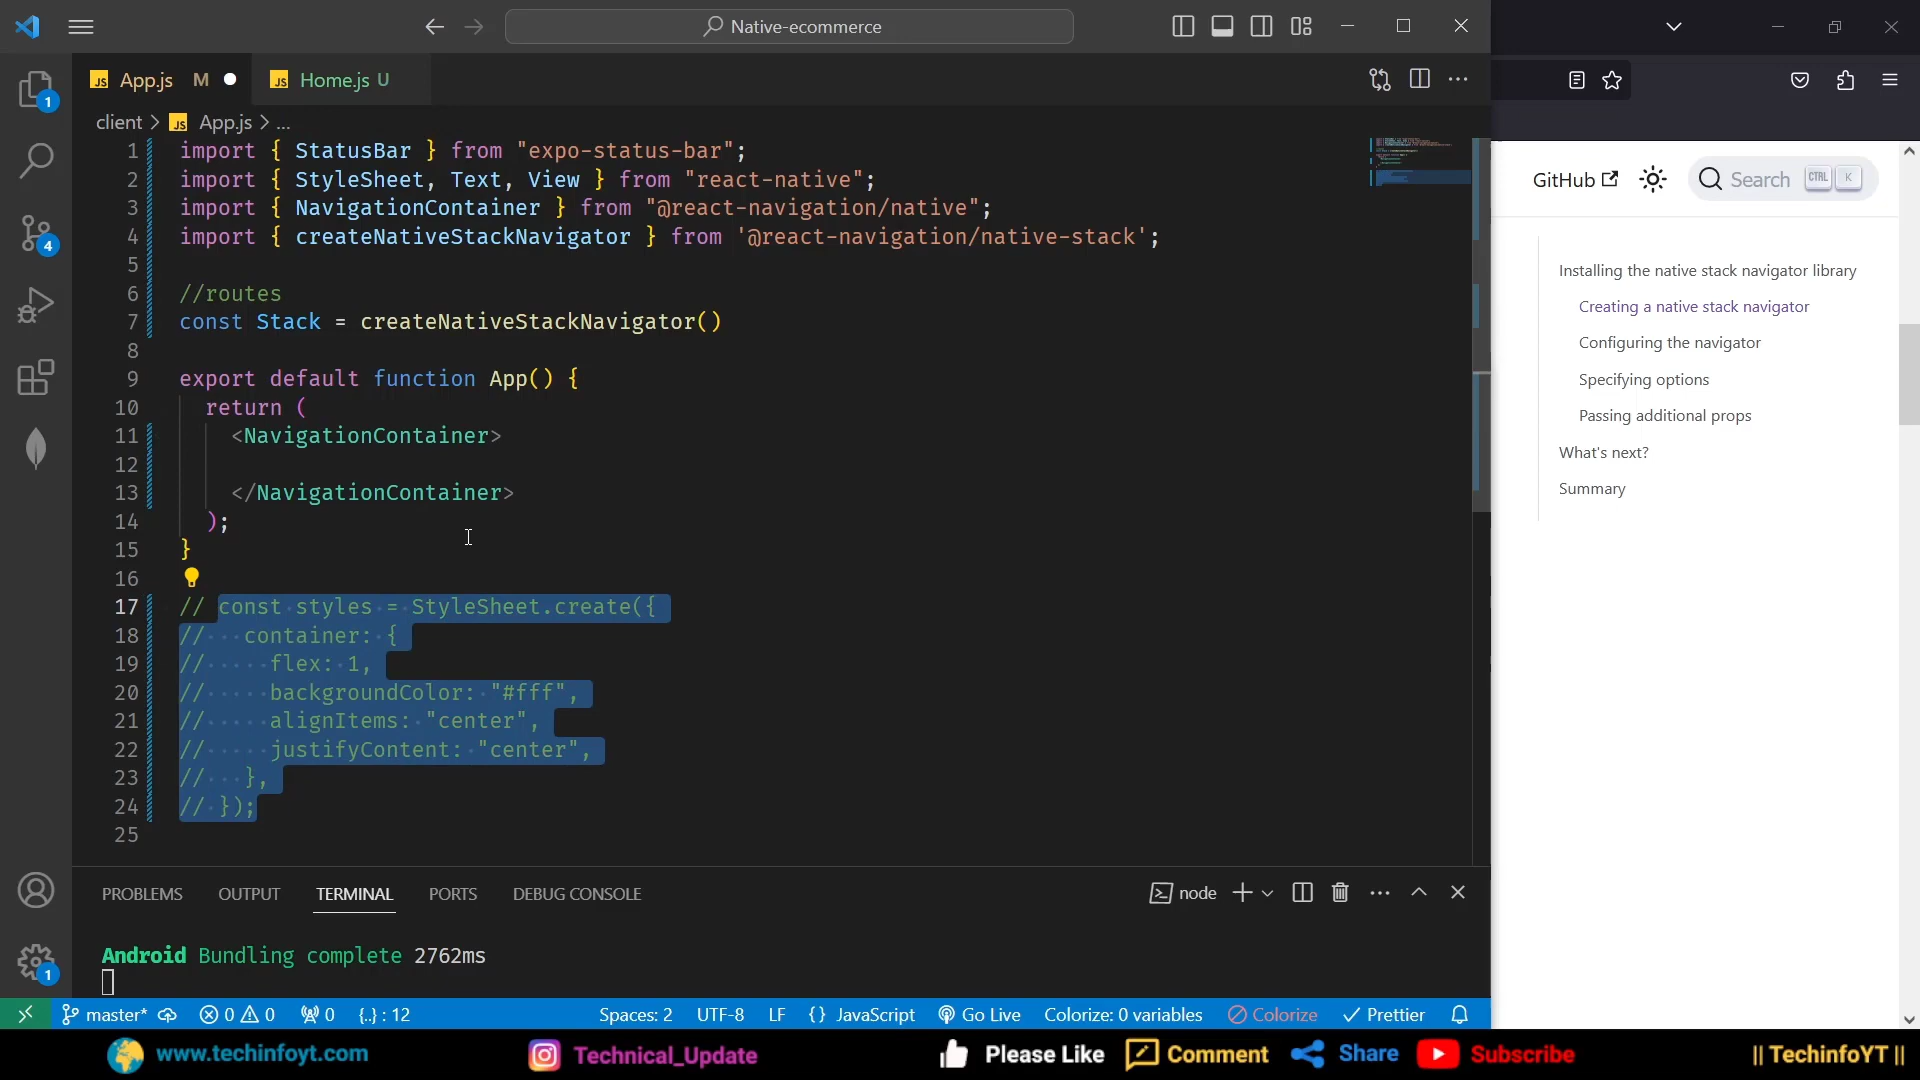 Native-ecommerce
App.js M
Home.js U
client > App.js > ...
1 import { StatusBar } from "expo-status-bar";
2 import { StyleSheet, Text, View } from "react-native";
3 import { NavigationContainer } from "@react-navigation/native";
4 import { createNativeStackNavigator } from '@react-navigation/native-stack';
5
6 //routes
7 const Stack = createNativeStackNavigator()
8
9 export default function App() {
10 return (
11 <NavigationContainer>
12
13 </NavigationContainer>
14 );
15 }
16
17 // const styles = StyleSheet.create({
18 // container: {
19 // flex: 1,
20 // backgroundColor: "#fff",
21 // alignItems: "center",
22 // justifyContent: "center",
23 // },
24 // });
25
1
4
1
PROBLEMS OUTPUT TERMINAL PORTS DEBUG CONSOLE
node
Android Bundling complete 2762ms
master* 0 0 0 {..} : 12
Spaces: 2 UTF-8 LF {} JavaScript Go Live Colorize: 0 variables Colorize Prettier
GitHub
Search CTRL K
Installing the native stack navigator library
Creating a native stack navigator
Configuring the navigator
Specifying options
Passing additional props
What's next?
Summary
www.techinfoyt.com
Technical_Update
Please Like
Comment
Share
Subscribe
|| TechinfoYT ||